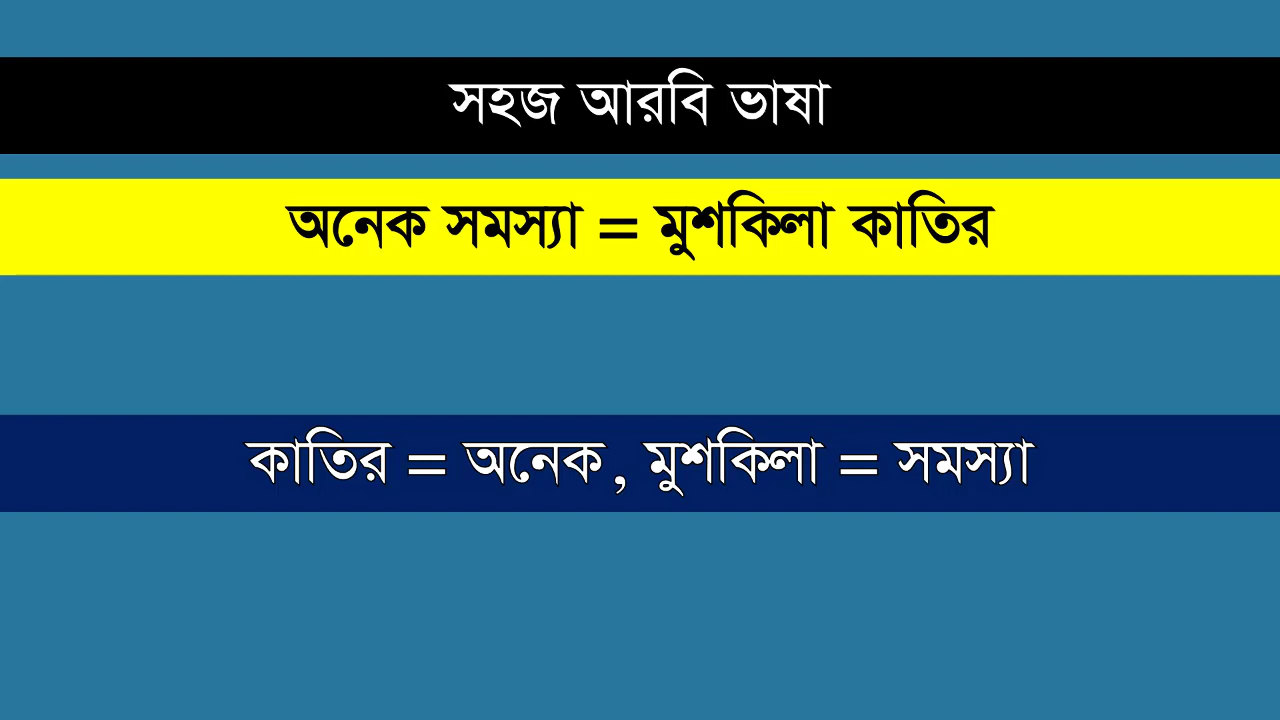 সহজ আরবি ভাষা
অনেক সমস্যা = মুশকিলা কাতির
কাতির = অনেক, মুশকিলা = সমস্যা